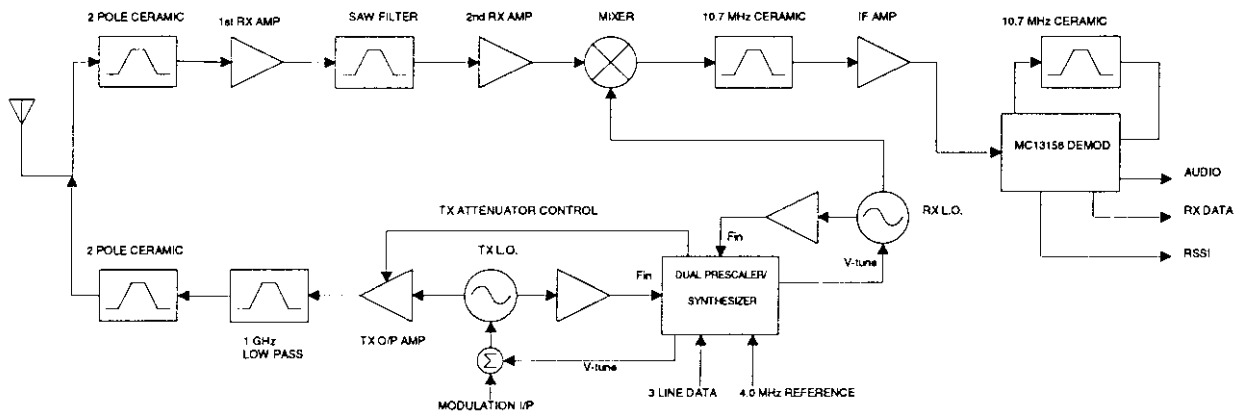 2 POLE CERAMIC
1st RX AMP
SAW FILTER
2nd RX AMP
MIXER
10.7 MHz CERAMIC
IF AMP
10.7 MHz CERAMIC
MC13156 DEMOD
AUDIO
RX DATA
RSSI
TX ATTENUATOR CONTROL
RX L.O.
Fin
V-tune
2 POLE CERAMIC
TX L.O.
Fin
DUAL PRESCALER/
SYNTHESIZER
1 GHz
LOW PASS
TX O/P AMP
Σ
V-tune
MODULATION I/P
3 LINE DATA
4.0 MHz REFERENCE